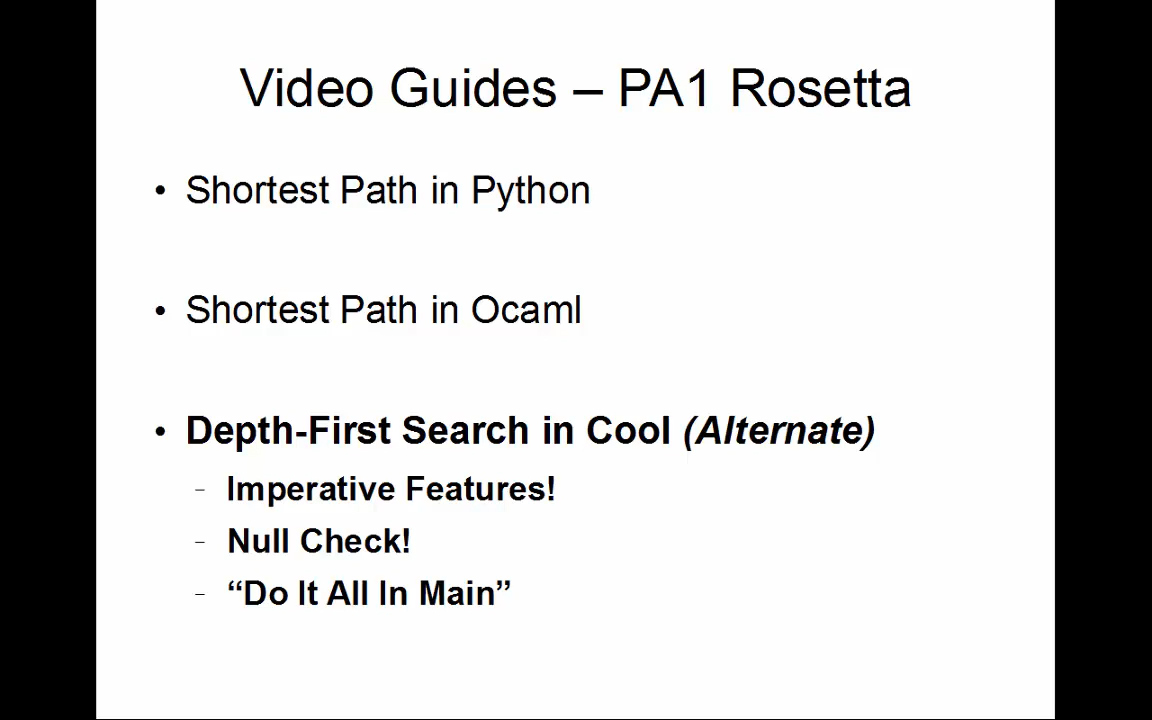 Video Guides – PA1 Rosetta
• Shortest Path in Python
• Shortest Path in Ocaml
• Depth-First Search in Cool (Alternate)
– Imperative Features!
– Null Check!
– “Do It All In Main”